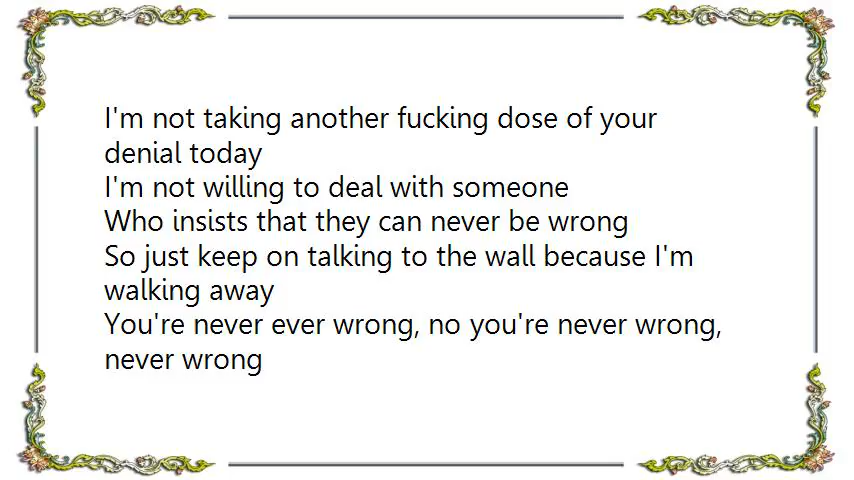 I'm not taking another fucking dose of your
denial today
I'm not willing to deal with someone
Who insists that they can never be wrong
So just keep on talking to the wall because I'm
walking away
You're never ever wrong, no you're never wrong,
never wrong